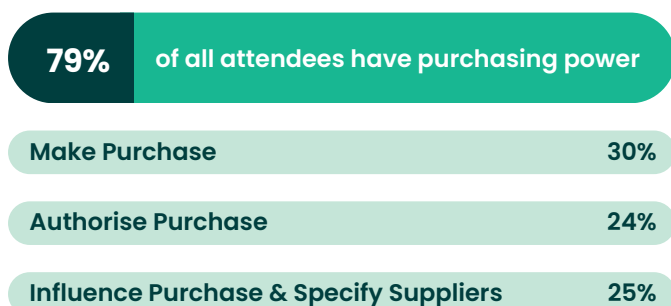 79% of all attendees have purchasing power
Make Purchase 30%
Authorise Purchase 24%
Influence Purchase & Specify Suppliers 25%